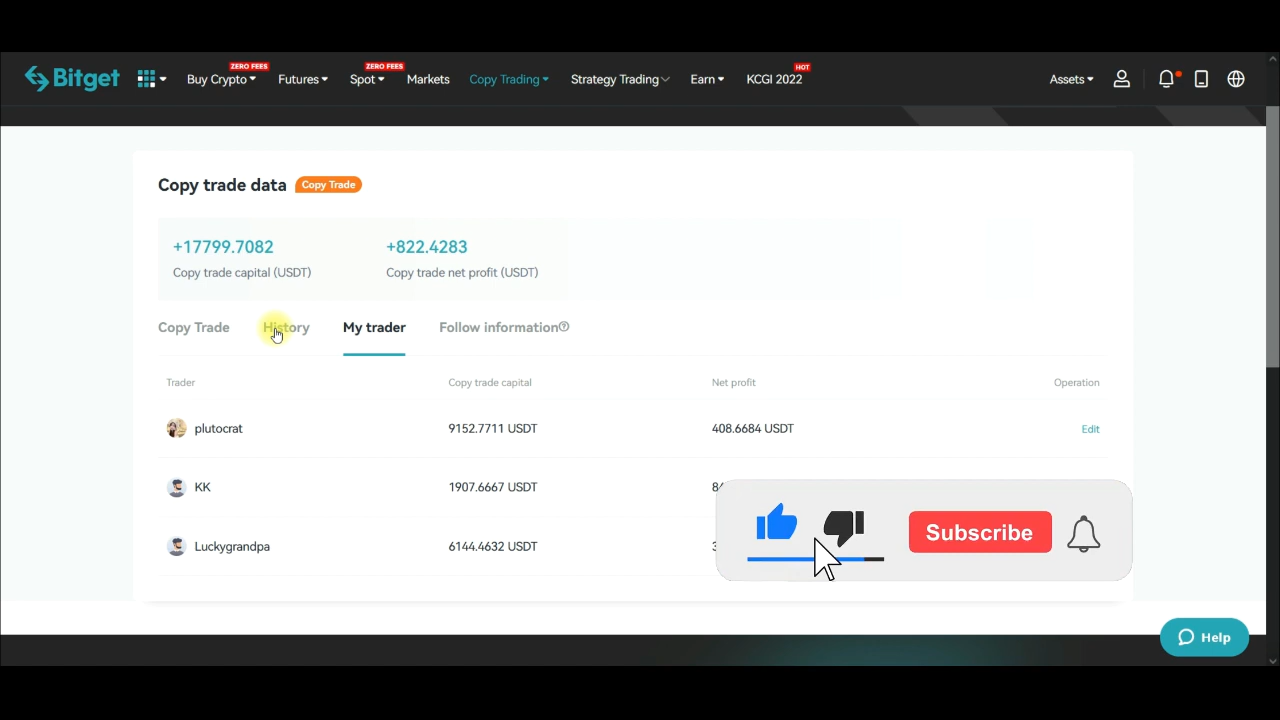 ZERO FEES ZERO FEES HOT
Bitget Buy Crypto Futures Spot Markets Copy Trading Strategy Trading Earn KCGI 2022 Assets
Copy trade data Copy Trade
+17799.7082 +822.4283
Copy trade capital (USDT) Copy trade net profit (USDT)
Copy Trade History My trader Follow information
Trader Copy trade capital Net profit Operation
plutocrat 9152.7711 USDT 408.6684 USDT Edit
KK 1907.6667 USDT
Luckygrandpa 6144.4632 USDT
Subscribe
Help